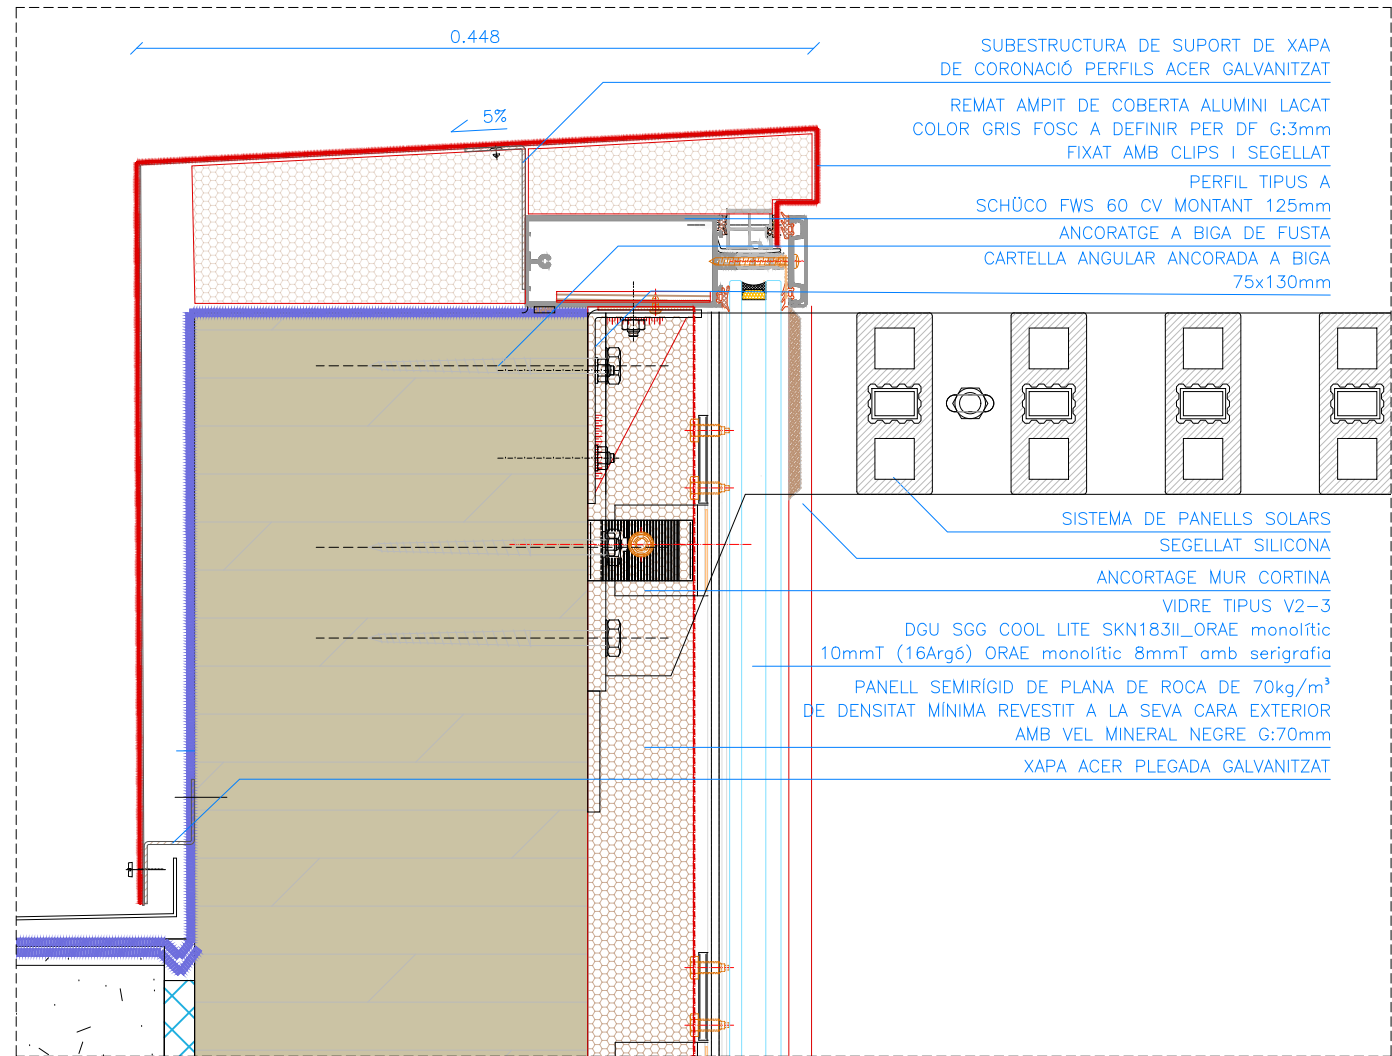 0.448
5%
SUBESTRUCTURA DE SUPORT DE XAPA
DE CORONACIÓ PERFILS ACER GALVANITZAT
REMAT AMPIT DE COBERTA ALUMINI LACAT
COLOR GRIS FOSC A DEFINIR PER DF G:3mm
FIXAT AMB CLIPS I SEGELLAT
PERFIL TIPUS A
SCHÜCO FWS 60 CV MONTANT 125mm
ANCORATGE A BIGA DE FUSTA
CARTELLA ANGULAR ANCORADA A BIGA
75x130mm
SISTEMA DE PANELLS SOLARS
SEGELLAT SILICONA
ANCORTAGE MUR CORTINA
VIDRE TIPUS V2-3
DGU SGG COOL LITE SKN183II_ORAE monolític
10mmT (16Argó) ORAE monolític 8mmT amb serigrafia
PANELL SEMIRÍGID DE PLANA DE ROCA DE 70kg/m³
DE DENSITAT MÍNIMA REVESTIT A LA SEVA CARA EXTERIOR
AMB VEL MINERAL NEGRE G:70mm
XAPA ACER PLEGADA GALVANITZAT